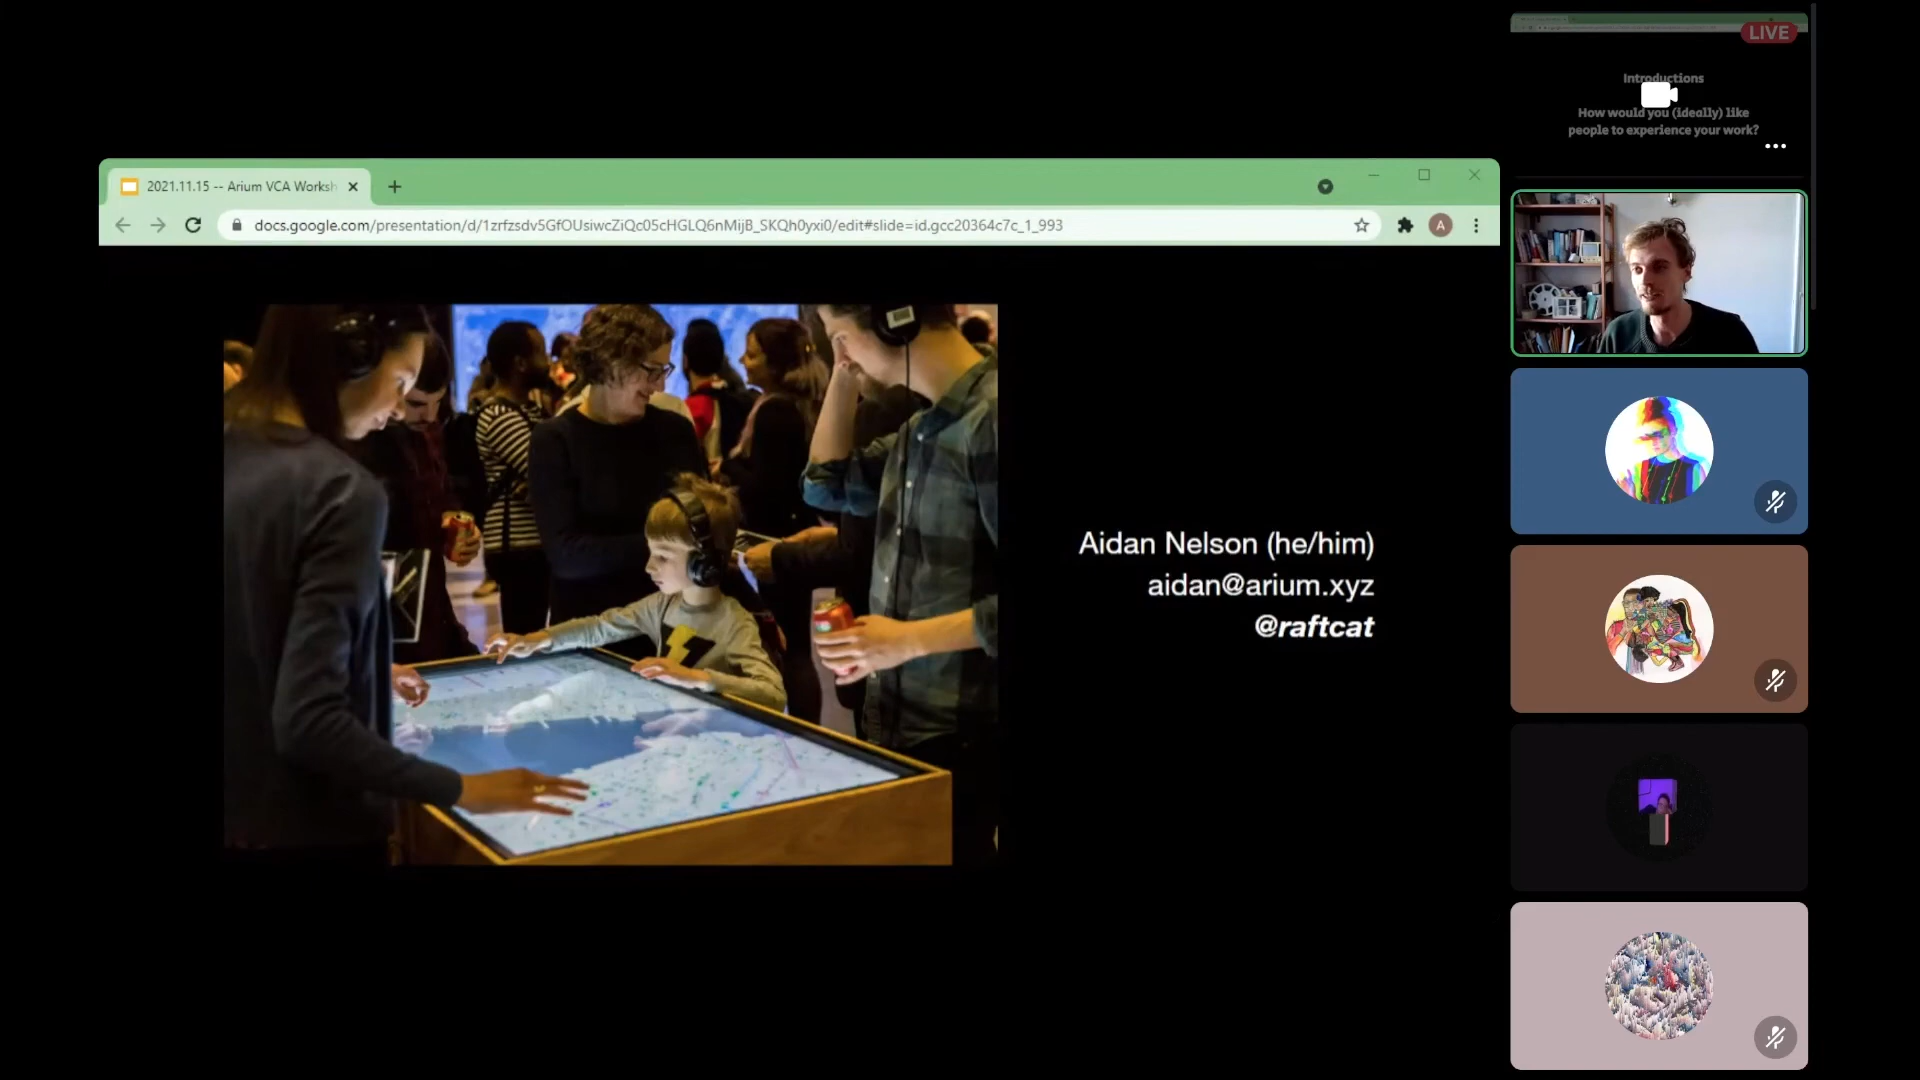 2021.11.15 -- Arium VCA Worksh
docs.google.com/presentation/d/1zrfzsdv5GfOUsiwcZiQc05cHGLQ6nMijB_SKQh0yxi0/edit#slide=id.gcc20364c7c_1_993
A
Aidan Nelson (he/him)
aidan@arium.xyz
@raftcat
LIVE
Introductions
How would you (ideally) like
people to experience your work?